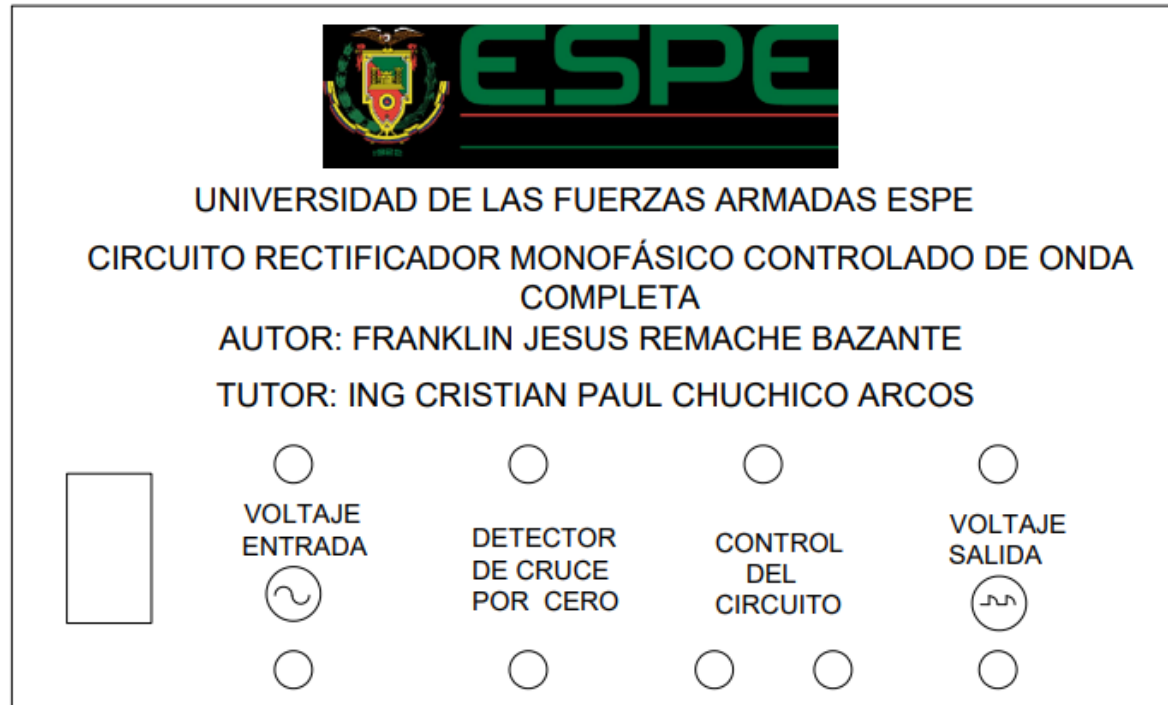 ESPE
UNIVERSIDAD DE LAS FUERZAS ARMADAS ESPE
CIRCUITO RECTIFICADOR MONOFÁSICO CONTROLADO DE ONDA
COMPLETA
AUTOR: FRANKLIN JESUS REMACHE BAZANTE
TUTOR: ING CRISTIAN PAUL CHUCHICO ARCOS
VOLTAJE
ENTRADA
DETECTOR
DE CRUCE
POR CERO
CONTROL
DEL
CIRCUITO
VOLTAJE
SALIDA